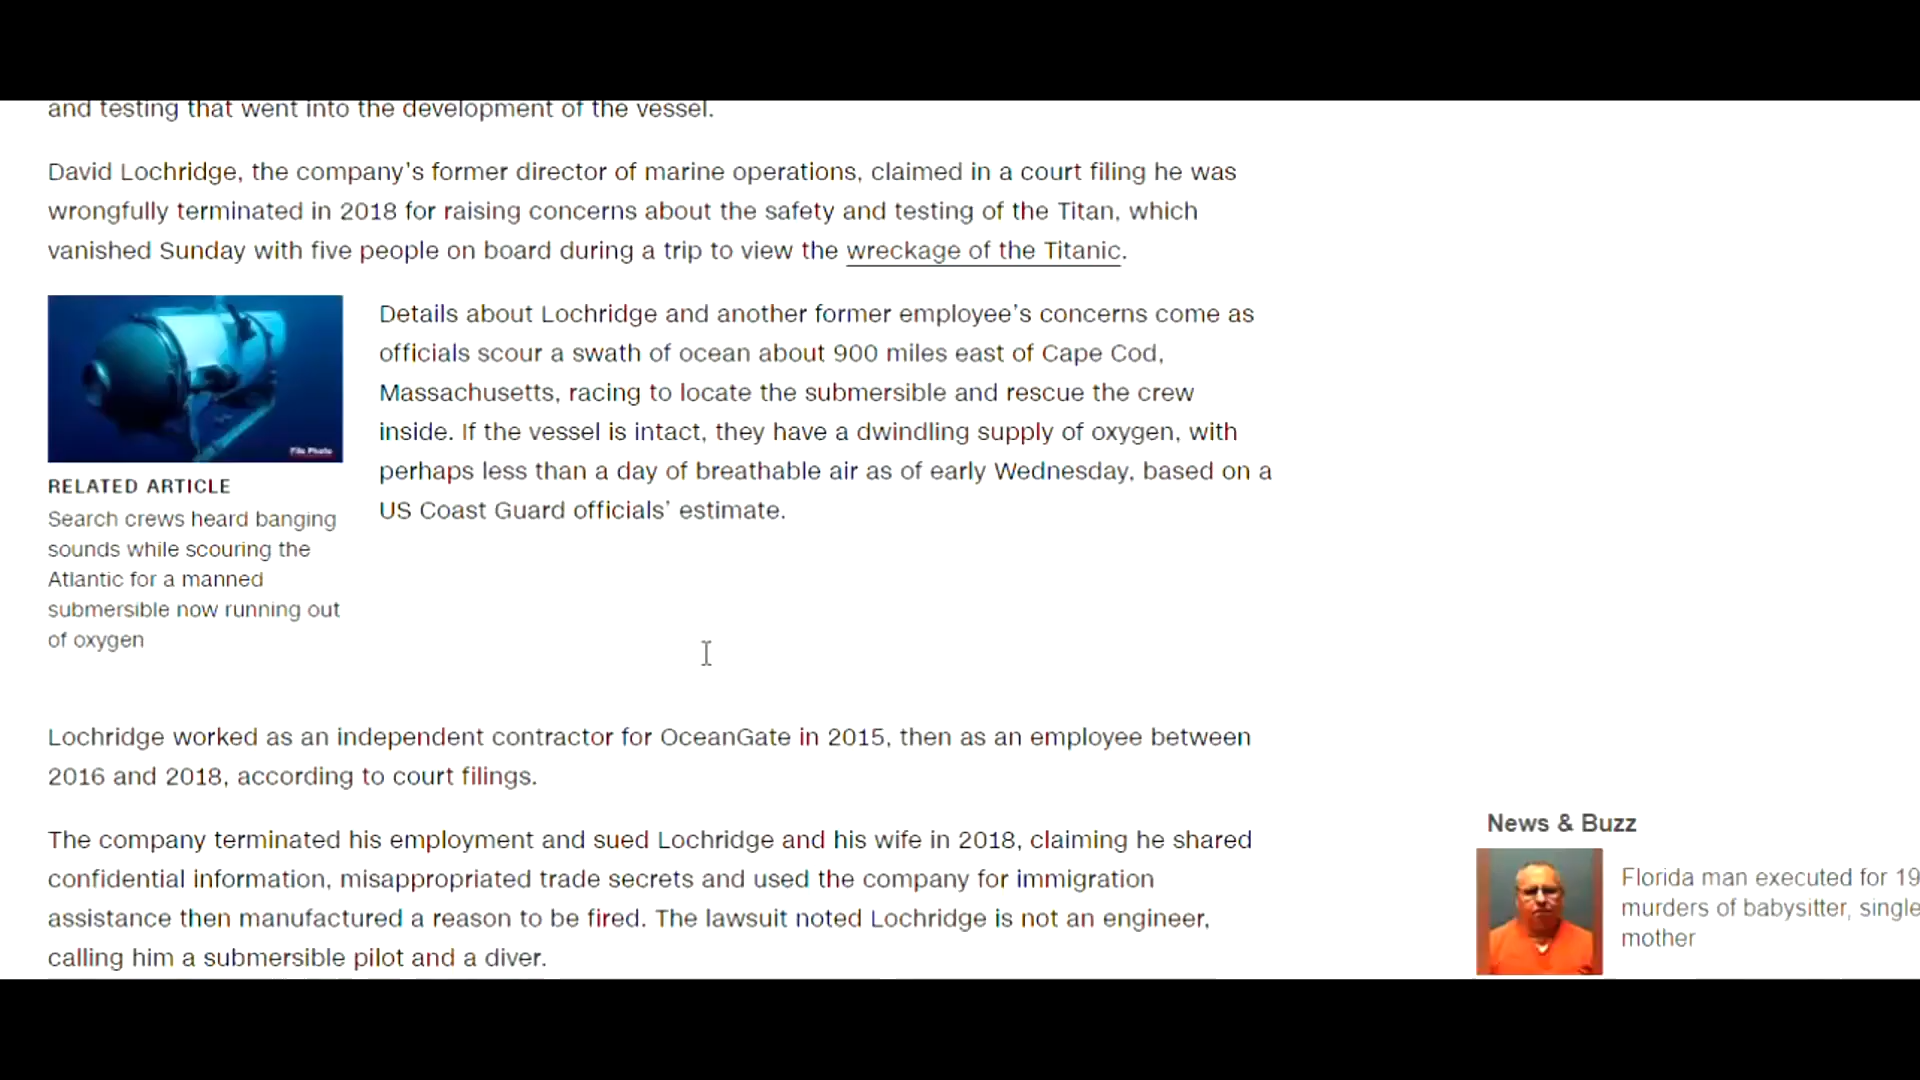 and testing that went into the development of the vessel.
David Lochridge, the company's former director of marine operations, claimed in a court filing he was
wrongfully terminated in 2018 for raising concerns about the safety and testing of the Titan, which
vanished Sunday with five people on board during a trip to view the wreckage of the Titanic.
File Photo
RELATED ARTICLE
Search crews heard banging
sounds while scouring the
Atlantic for a manned
submersible now running out
of oxygen
Details about Lochridge and another former employee's concerns come as
officials scour a swath of ocean about 900 miles east of Cape Cod,
Massachusetts, racing to locate the submersible and rescue the crew
inside. If the vessel is intact, they have a dwindling supply of oxygen, with
perhaps less than a day of breathable air as of early Wednesday, based on a
US Coast Guard officials' estimate.
Lochridge worked as an independent contractor for OceanGate in 2015, then as an employee between
2016 and 2018, according to court filings.
The company terminated his employment and sued Lochridge and his wife in 2018, claiming he shared
confidential information, misappropriated trade secrets and used the company for immigration
assistance then manufactured a reason to be fired. The lawsuit noted Lochridge is not an engineer,
calling him a submersible pilot and a diver.
News & Buzz
Florida man executed for 19
murders of babysitter, single
mother